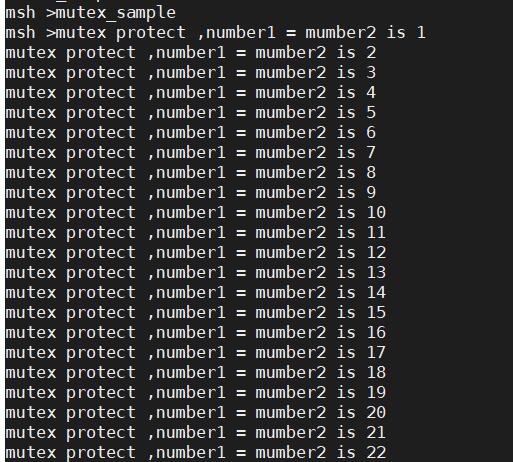 msh >mutex_sample
msh >mutex protect ,number1 = mumber2 is 1
mutex protect ,number1 = mumber2 is 2
mutex protect ,number1 = mumber2 is 3
mutex protect ,number1 = mumber2 is 4
mutex protect ,number1 = mumber2 is 5
mutex protect ,number1 = mumber2 is 6
mutex protect ,number1 = mumber2 is 7
mutex protect ,number1 = mumber2 is 8
mutex protect ,number1 = mumber2 is 9
mutex protect ,number1 = mumber2 is 10
mutex protect ,number1 = mumber2 is 11
mutex protect ,number1 = mumber2 is 12
mutex protect ,number1 = mumber2 is 13
mutex protect ,number1 = mumber2 is 14
mutex protect ,number1 = mumber2 is 15
mutex protect ,number1 = mumber2 is 16
mutex protect ,number1 = mumber2 is 17
mutex protect ,number1 = mumber2 is 18
mutex protect ,number1 = mumber2 is 19
mutex protect ,number1 = mumber2 is 20
mutex protect ,number1 = mumber2 is 21
mutex protect ,number1 = mumber2 is 22